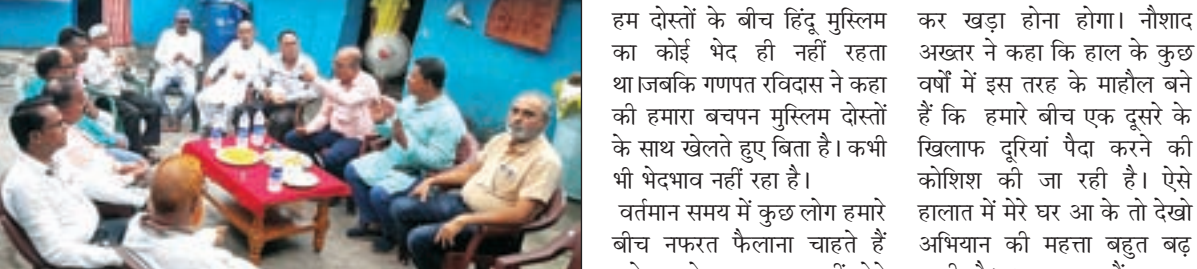 हम दोस्तों के बीच हिंदू मुस्लिम
का कोई भेद ही नहीं रहता
था।जबकि गणपत रविदास ने कहा
की हमारा बचपन मुस्लिम दोस्तों
के साथ खेलते हुए बिता है। कभी
भी भेदभाव नहीं रहा है।
वर्तमान समय में कुछ लोग हमारे
बीच नफरत फैलाना चाहते हैं
कर खड़ा होना होगा। नौशाद
अख्तर ने कहा कि हाल के कुछ
वर्षों में इस तरह के माहौल बने
हैं कि हमारे बीच एक दूसरे के
खिलाफ दूरियां पैदा करने की
कोशिश की जा रही है। ऐसे
हालात में मेरे घर आ के तो देखो
अभियान की महत्ता बहुत बढ़